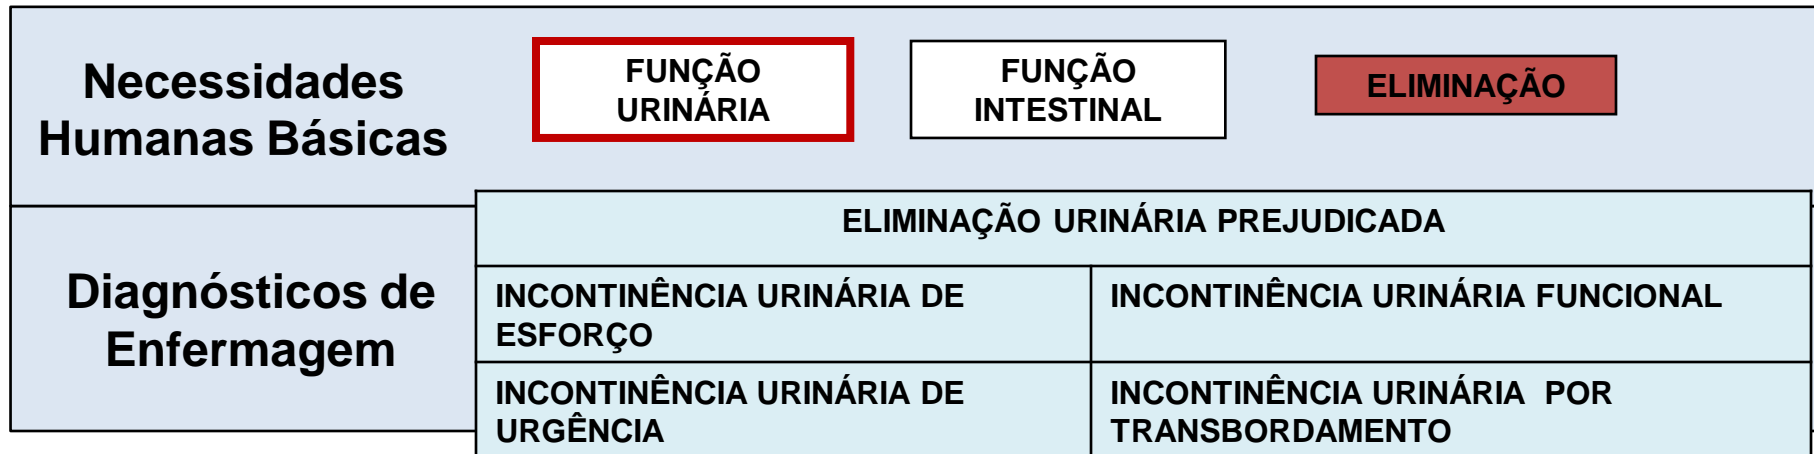 Necessidades
Humanas Básicas
FUNÇÃO
URINÁRIA
FUNÇÃO
INTESTINAL
ELIMINAÇÃO
Diagnósticos de
Enfermagem
ELIMINAÇÃO URINÁRIA PREJUDICADA
INCONTINÊNCIA URINÁRIA DE
ESFORÇO
INCONTINÊNCIA URINÁRIA FUNCIONAL
INCONTINÊNCIA URINÁRIA DE
URGÊNCIA
INCONTINÊNCIA URINÁRIA POR
TRANSBORDAMENTO